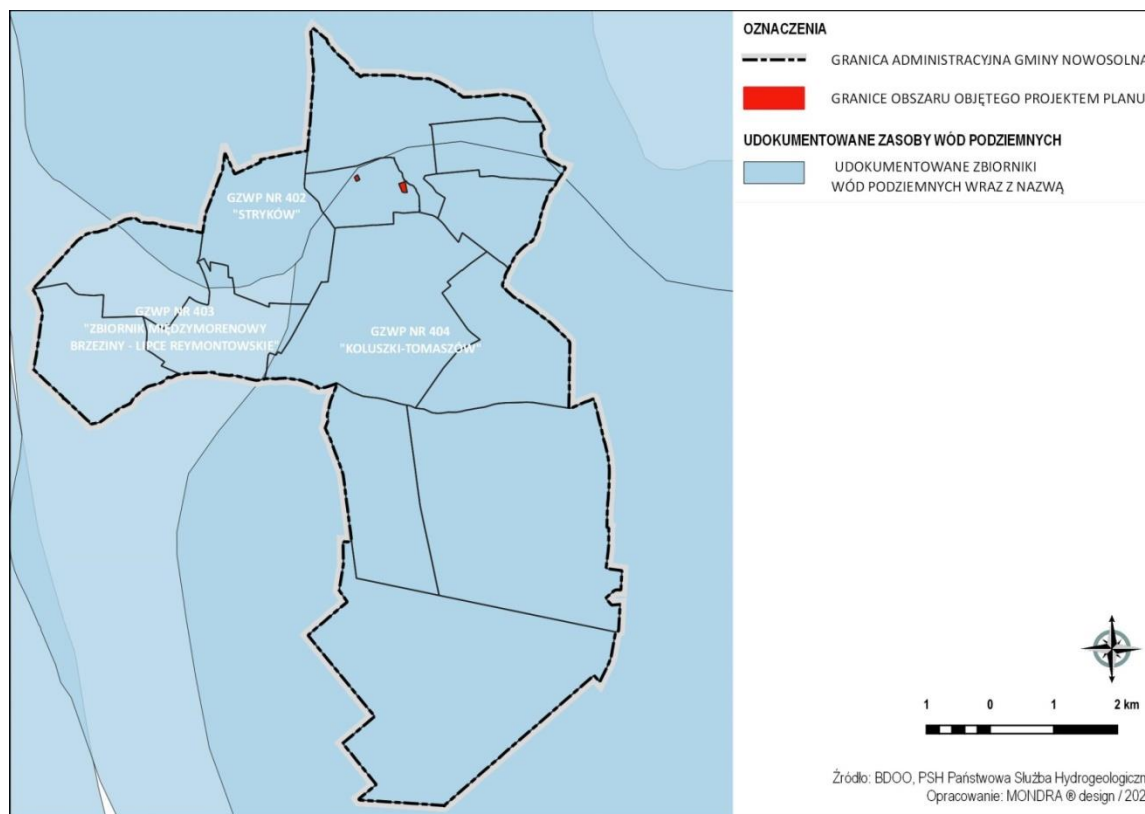 GZWP NR 402
"STRYKÓW"
GZWP NR 403
"ZBIORNIK MIĘDZYMORENOWY
BRZEZINY - LIPCE REYMONTOWSKIE"
GZWP NR 404
"KOLUSZKI-TOMASZÓW"
OZNACZENIA
GRANICA ADMINISTRACYJNA GMINY NOWOSOLNA
GRANICE OBSZARU OBJĘTEGO PROJEKTEM PLANU
UDOKUMENTOWANE ZASOBY WÓD PODZIEMNYCH
UDOKUMENTOWANE ZBIORNIKI
WÓD PODZIEMNYCH WRAZ Z NAZWĄ
1 0 1 2 km
Źródło: BDOO, PSH Państwowa Służba Hydrogeologiczn
Opracowanie: MONDRA ® design / 202